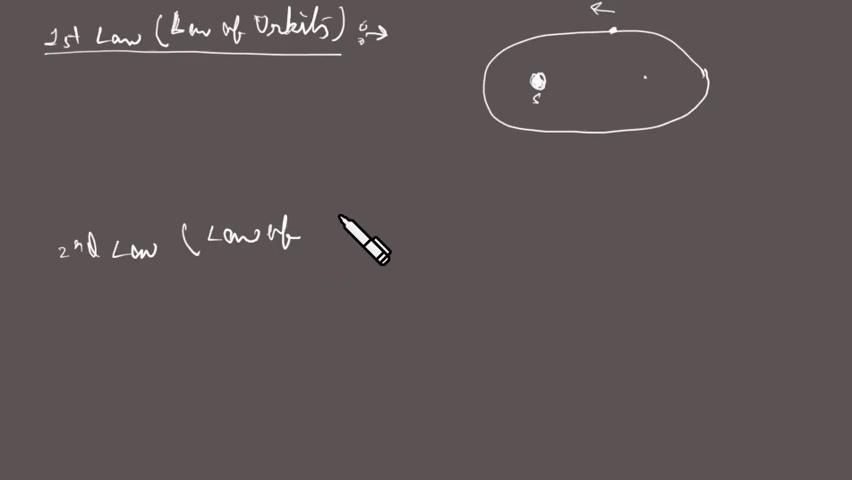 1st Law (Law of Orbits) :→
S
2nd Law (Law of